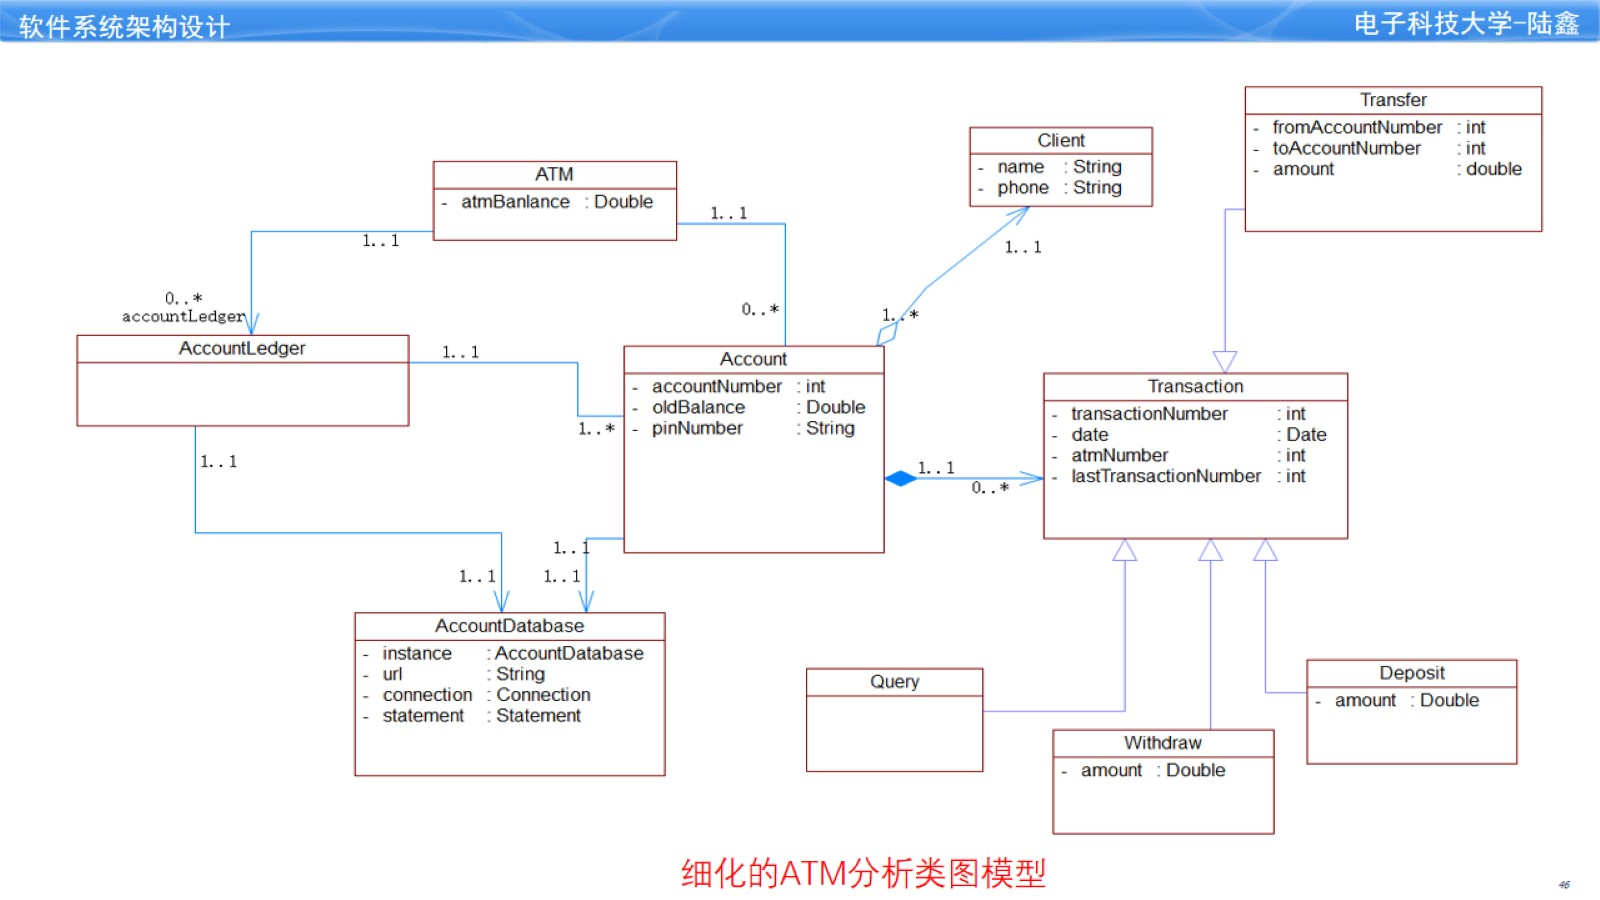 软件系统架构设计
电子科技大学-陆鑫
Transfer
- fromAccountNumber : int
- toAccountNumber : int
- amount : double
Client
- name : String
- phone : String
ATM
- atmBanlance : Double
1..1
1..1
1..1
0..*
accountLedger
0..*
1..*
AccountLedger
1..1
1..*
Account
- accountNumber : int
- oldBalance : Double
- pinNumber : String
Transaction
- transactionNumber : int
- date : Date
- atmNumber : int
- lastTransactionNumber : int
1..1
1..1
0..*
1..1
1..1
1..1
AccountDatabase
- instance : AccountDatabase
- url : String
- connection : Connection
- statement : Statement
Query
Deposit
- amount : Double
Withdraw
- amount : Double
细化的ATM分析类图模型
46